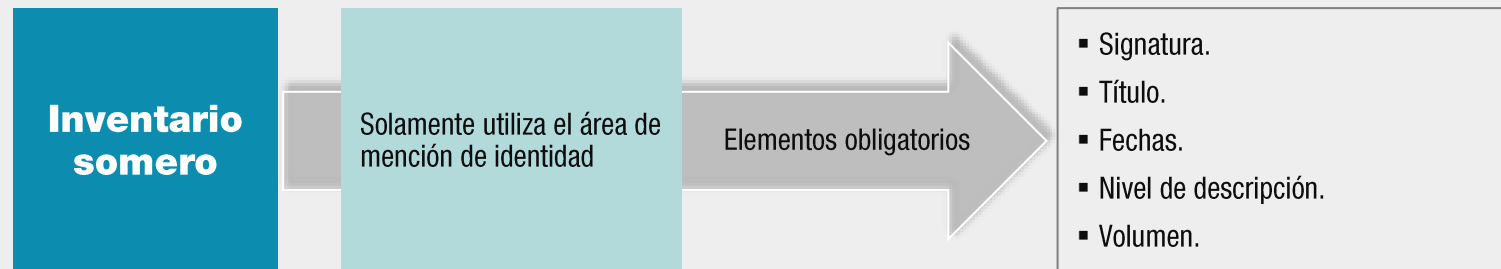 Inventario
somero
Solamente utiliza el área de
mención de identidad
Elementos obligatorios
▪ Signatura.
▪ Título.
▪ Fechas.
▪ Nivel de descripción.
▪ Volumen.